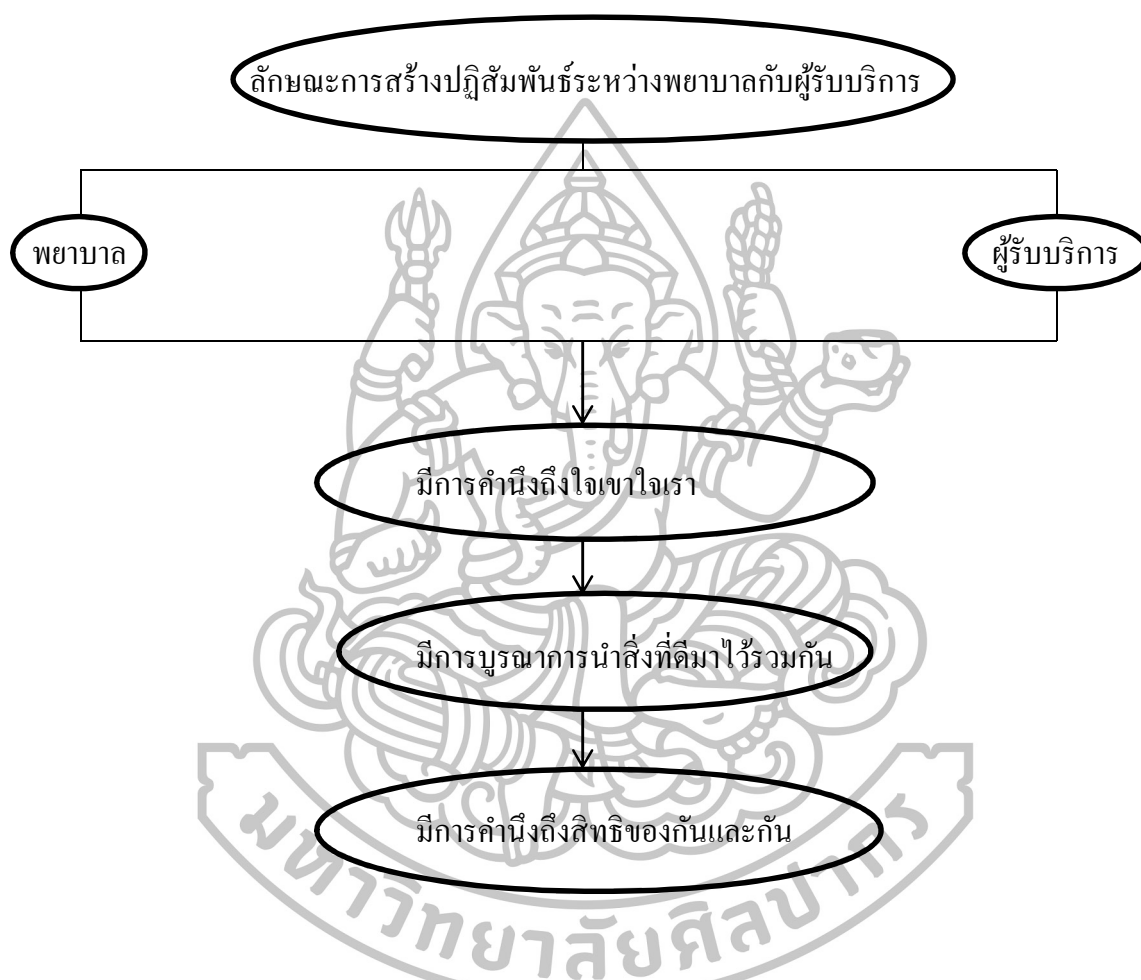 ลักษณะการสร้างปฏิสัมพันธ์ระหว่างพยาบาลกับผู้รับบริการ
พยาบาล
ผู้รับบริการ
มีการคำนึงถึงใจเขาใจเรา
มีการบูรณาการนำสิ่งที่ดีมาไว้รวมกัน
มีการคำนึงถึงสิทธิของกันและกัน
มหาวิทยาลัยศิลปากร